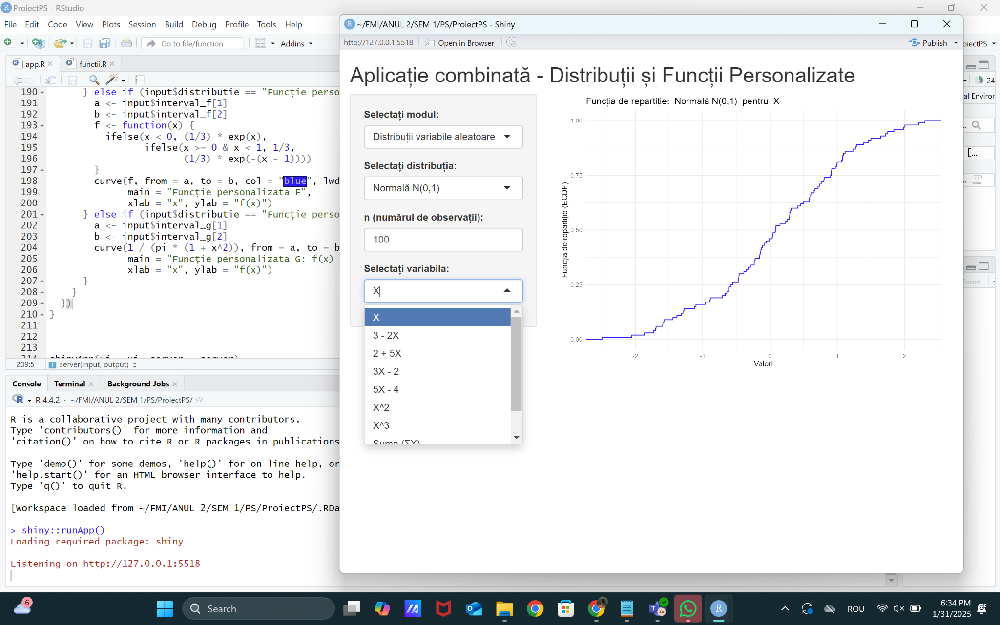 ProiectPS - RStudio
File Edit Code View Plots Session Build Debug Profile Tools Help
Go to file/function
Addins
oiectPS
app.R
functii.R
190 } else if (input$distributie == "Funcție perso
191 a <- input$interval_f[1]
192 b <- input$interval_f[2]
193 f <- function(x) {
194 ifelse(x < 0, (1/3) * exp(x),
195 ifelse(x >= 0 & x < 1, 1/3,
196 (1/3) * exp(-(x - 1))))
197 }
198 curve(f, from = a, to = b, col = "blue", lwd
199 main = "Funcție personalizata F",
200 xlab = "x", ylab = "f(x)")
201 } else if (input$distributie == "Funcție perso
202 a <- input$interval_g[1]
203 b <- input$interval_g[2]
204 curve(1 / (pi * (1 + x^2)), from = a, to = b
205 main = "Funcție personalizata G: f(x)
206 xlab = "x", ylab = "f(x)")
207 }
208 }
209 })
210 }
211
212
213
209:5 server(input, output)
24
al Enviror
[...
Zoom
Console Terminal Background Jobs
R 4.4.2 · ~/FMI/ANUL 2/SEM 1/PS/ProiectPS/
R is a collaborative project with many contributors.
Type 'contributors()' for more information and
'citation()' on how to cite R or R packages in publications
Type 'demo()' for some demos, 'help()' for on-line help, or
'help.start()' for an HTML browser interface to help.
Type 'q()' to quit R.
[Workspace loaded from ~/FMI/ANUL 2/SEM 1/PS/ProiectPS/.RDa
> shiny::runApp()
Loading required package: shiny
Listening on http://127.0.0.1:5518
~/FMI/ANUL 2/SEM 1/PS/ProiectPS - Shiny
http://127.0.0.1:5518 Open in Browser
Publish
Aplicație combinată - Distribuții și Funcții Personalizate
Selectați modul:
Distribuții variabile aleatoare
Selectați distribuția:
Normală N(0,1)
n (numărul de observații):
100
Selectați variabila:
X
X
3 - 2X
2 + 5X
3X - 2
5X - 4
X^2
X^3
Suma (ΣX)
Funcția de repartiție: Normală N(0,1) pentru X
Funcția de repartiție (ECDF)
1.00
0.75
0.50
0.25
0.00
-2 -1 0 1 2
Valori
6
Search
ROU
6:34 PM
1/31/2025